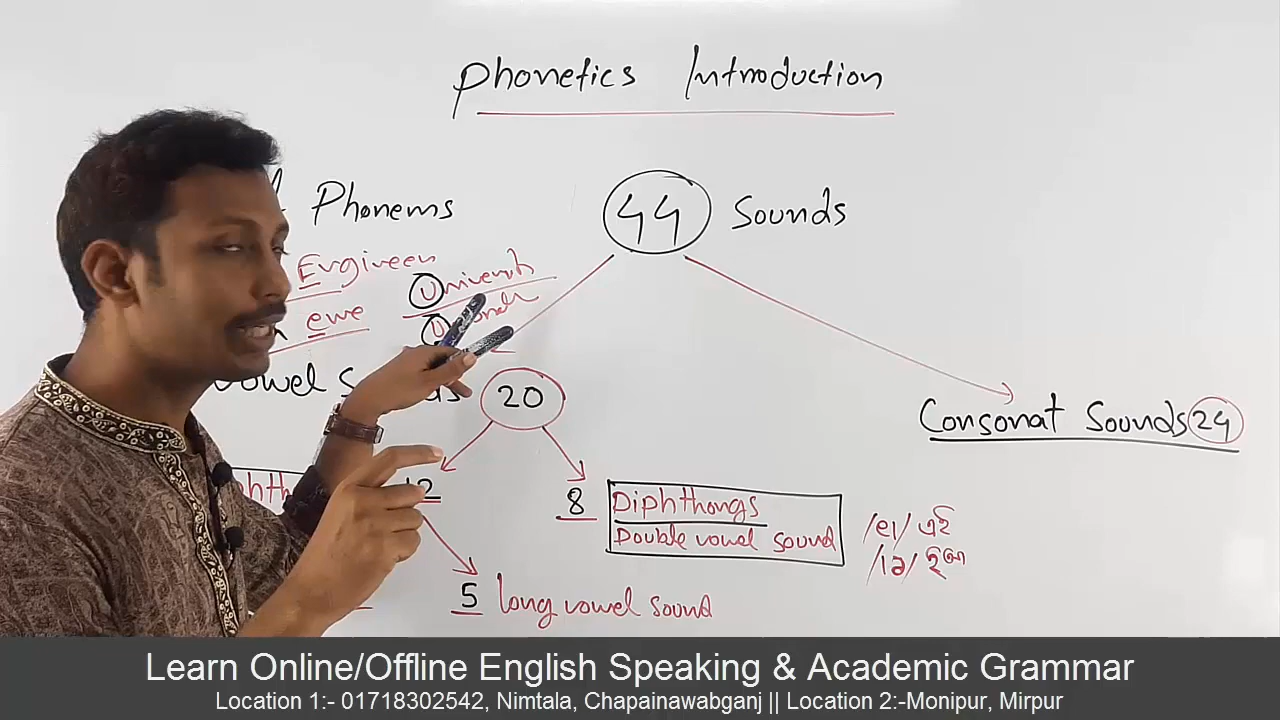 Phonetics Introduction
Phonems
44 Sounds
Engineer
Universit
ewe
vowel s
20
Consonat Sounds 24
12
8
Diphthongs
Double vowel sound
/eɪ/ এই
/ɪə/ ইআ
5 long vowel sound
Learn Online/Offline English Speaking & Academic Grammar
Location 1:- 01718302542, Nimtala, Chapainawabganj || Location 2:-Monipur, Mirpur